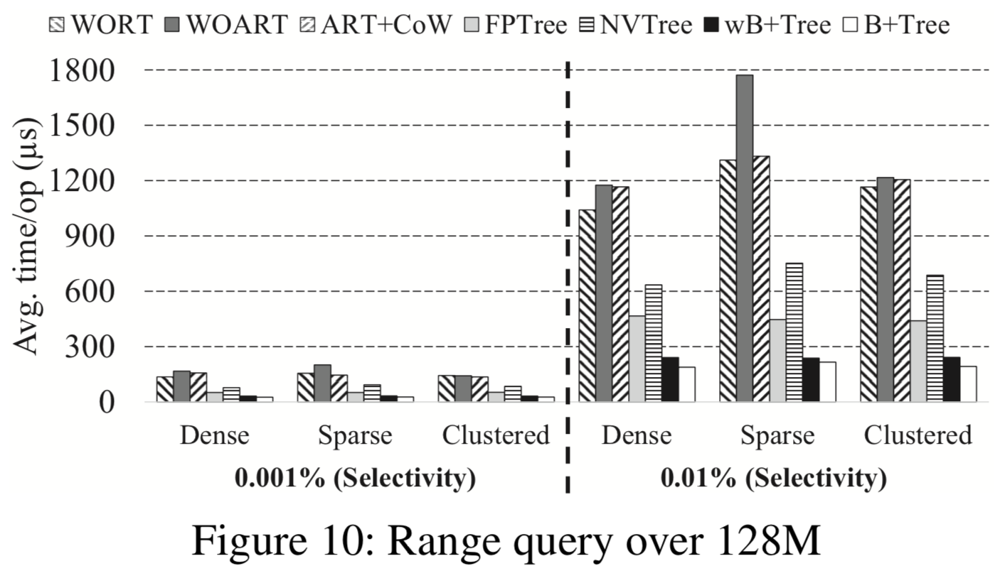 WORT WOART ART+CoW FPTree NVTree wB+Tree B+Tree
Avg. time/op (μs)
1800
1500
1200
900
600
300
0
Dense Sparse Clustered Dense Sparse Clustered
0.001% (Selectivity) 0.01% (Selectivity)
Figure 10: Range query over 128M